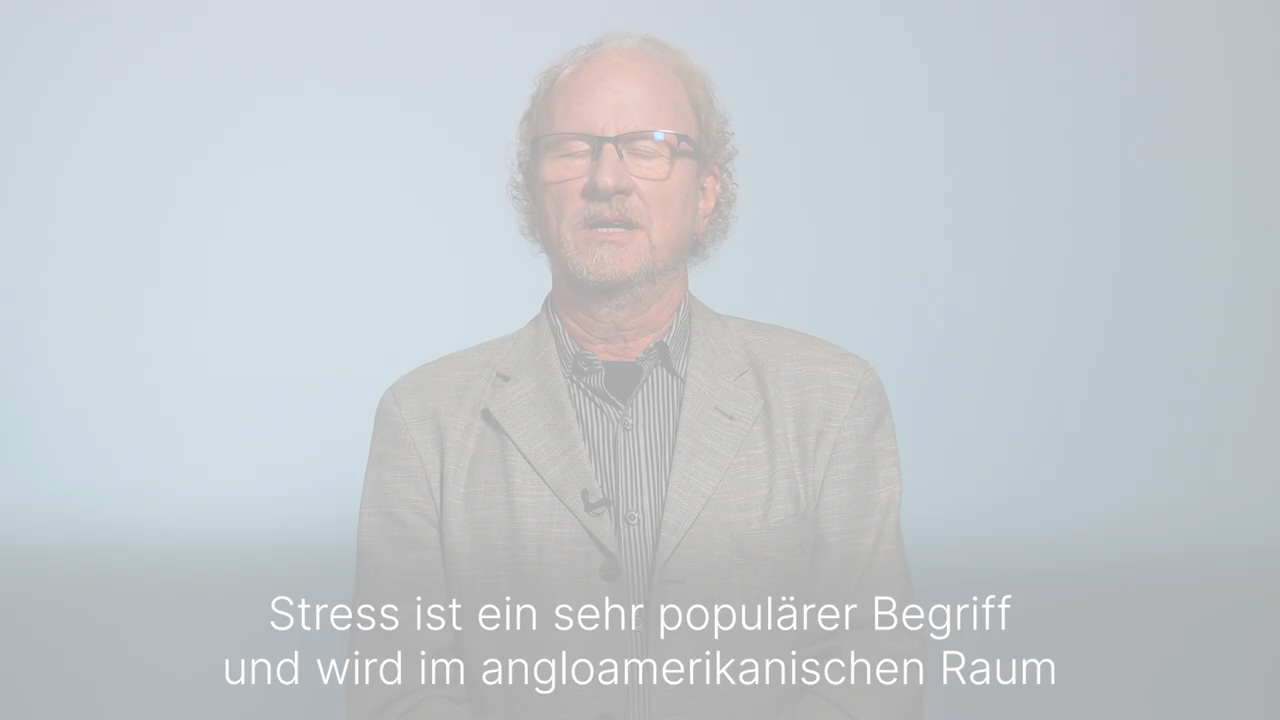 Stress ist ein sehr populärer Begriff
und wird im angloamerikanischen Raum